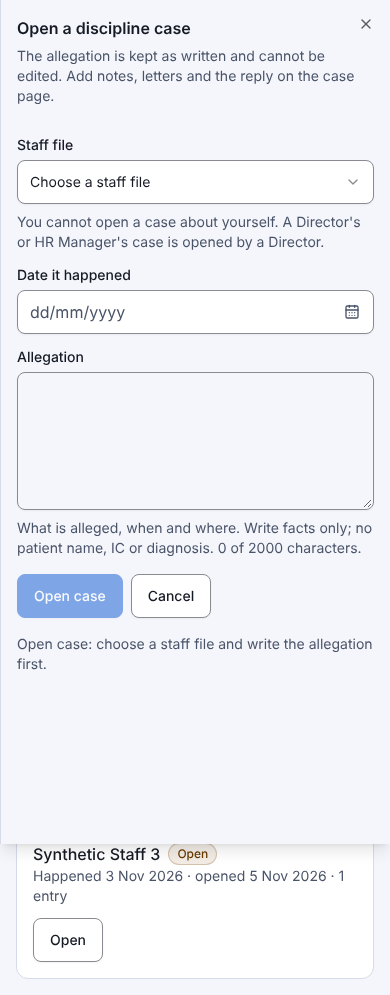 Open a discipline case
The allegation is kept as written and cannot be
edited. Add notes, letters and the reply on the case
page.
Staff file
Choose a staff file
You cannot open a case about yourself. A Director's
or HR Manager's case is opened by a Director.
Date it happened
dd/mm/yyyy
Allegation
What is alleged, when and where. Write facts only; no
patient name, IC or diagnosis. 0 of 2000 characters.
Open case
Cancel
Open case: choose a staff file and write the allegation
first.
Synthetic Staff 3 Open
Happened 3 Nov 2026 · opened 5 Nov 2026 · 1
entry
Open